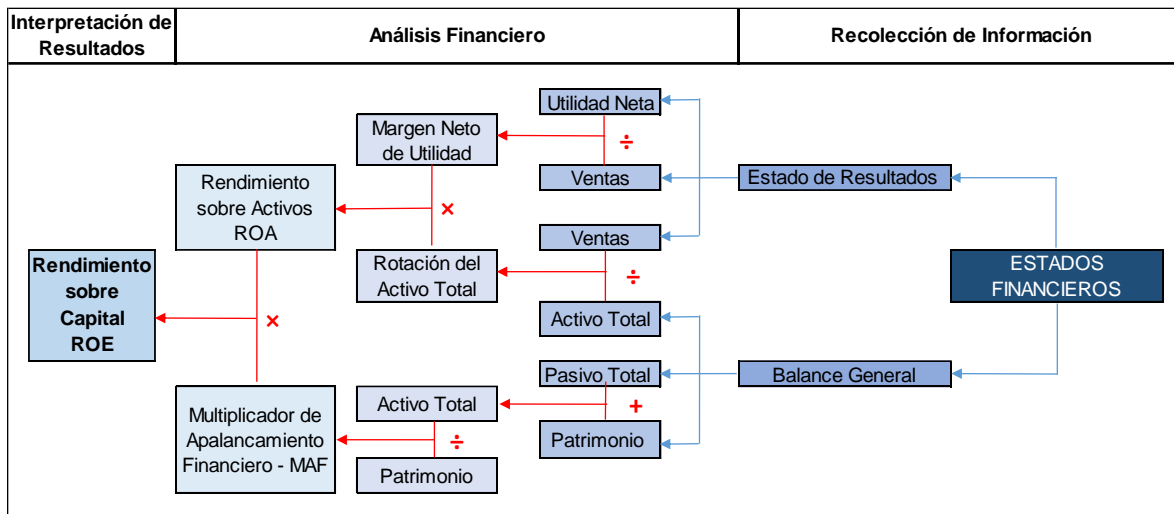 Interpretación de
Resultados
Análisis Financiero
Recolección de Información
Utilidad Neta
÷
Margen Neto
de Utilidad
Ventas
Estado de Resultados
Rendimiento
sobre Activos
ROA
×
Ventas
Rotación del
Activo Total
÷
ESTADOS
FINANCIEROS
Rendimiento
sobre
Capital
ROE
×
Activo Total
Pasivo Total
Balance General
Activo Total
+
Multiplicador de
Apalancamiento
Financiero - MAF
÷
Patrimonio
Patrimonio